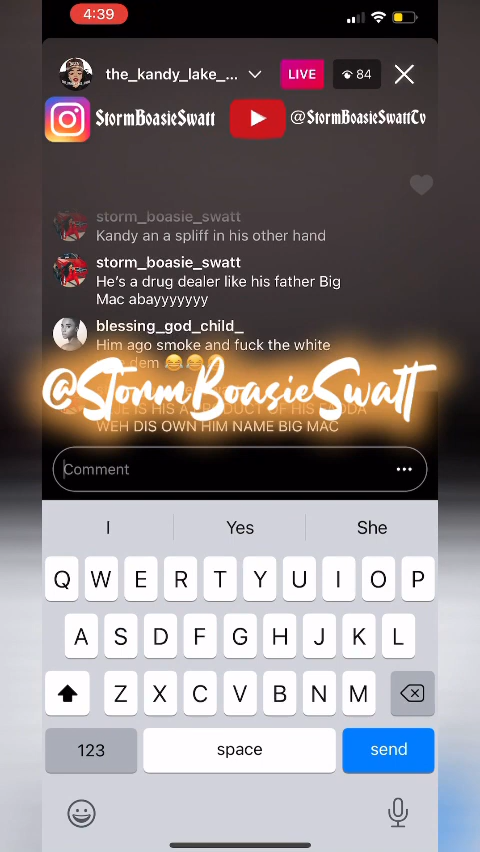 4:39
the_kandy_lake_...
LIVE
84
StormBoasieSwatt
@StormBoasieSwattTv
storm_boasie_swatt
Kandy an a spliff in his other hand
storm_boasie_swatt
He's a drug dealer like his father Big
Mac abayyyyyyy
blessing_god_child_
Him ago smoke and fuck the white
dem 😂😂
@StormBoasieSwatt
IS HIS A PRODUCT OF HIS
WEH DIS OWN HIM NAME BIG MAC
Comment
I Yes She
Q W E R T Y U I O P
A S D F G H J K L
Z X C V B N M
123 space send